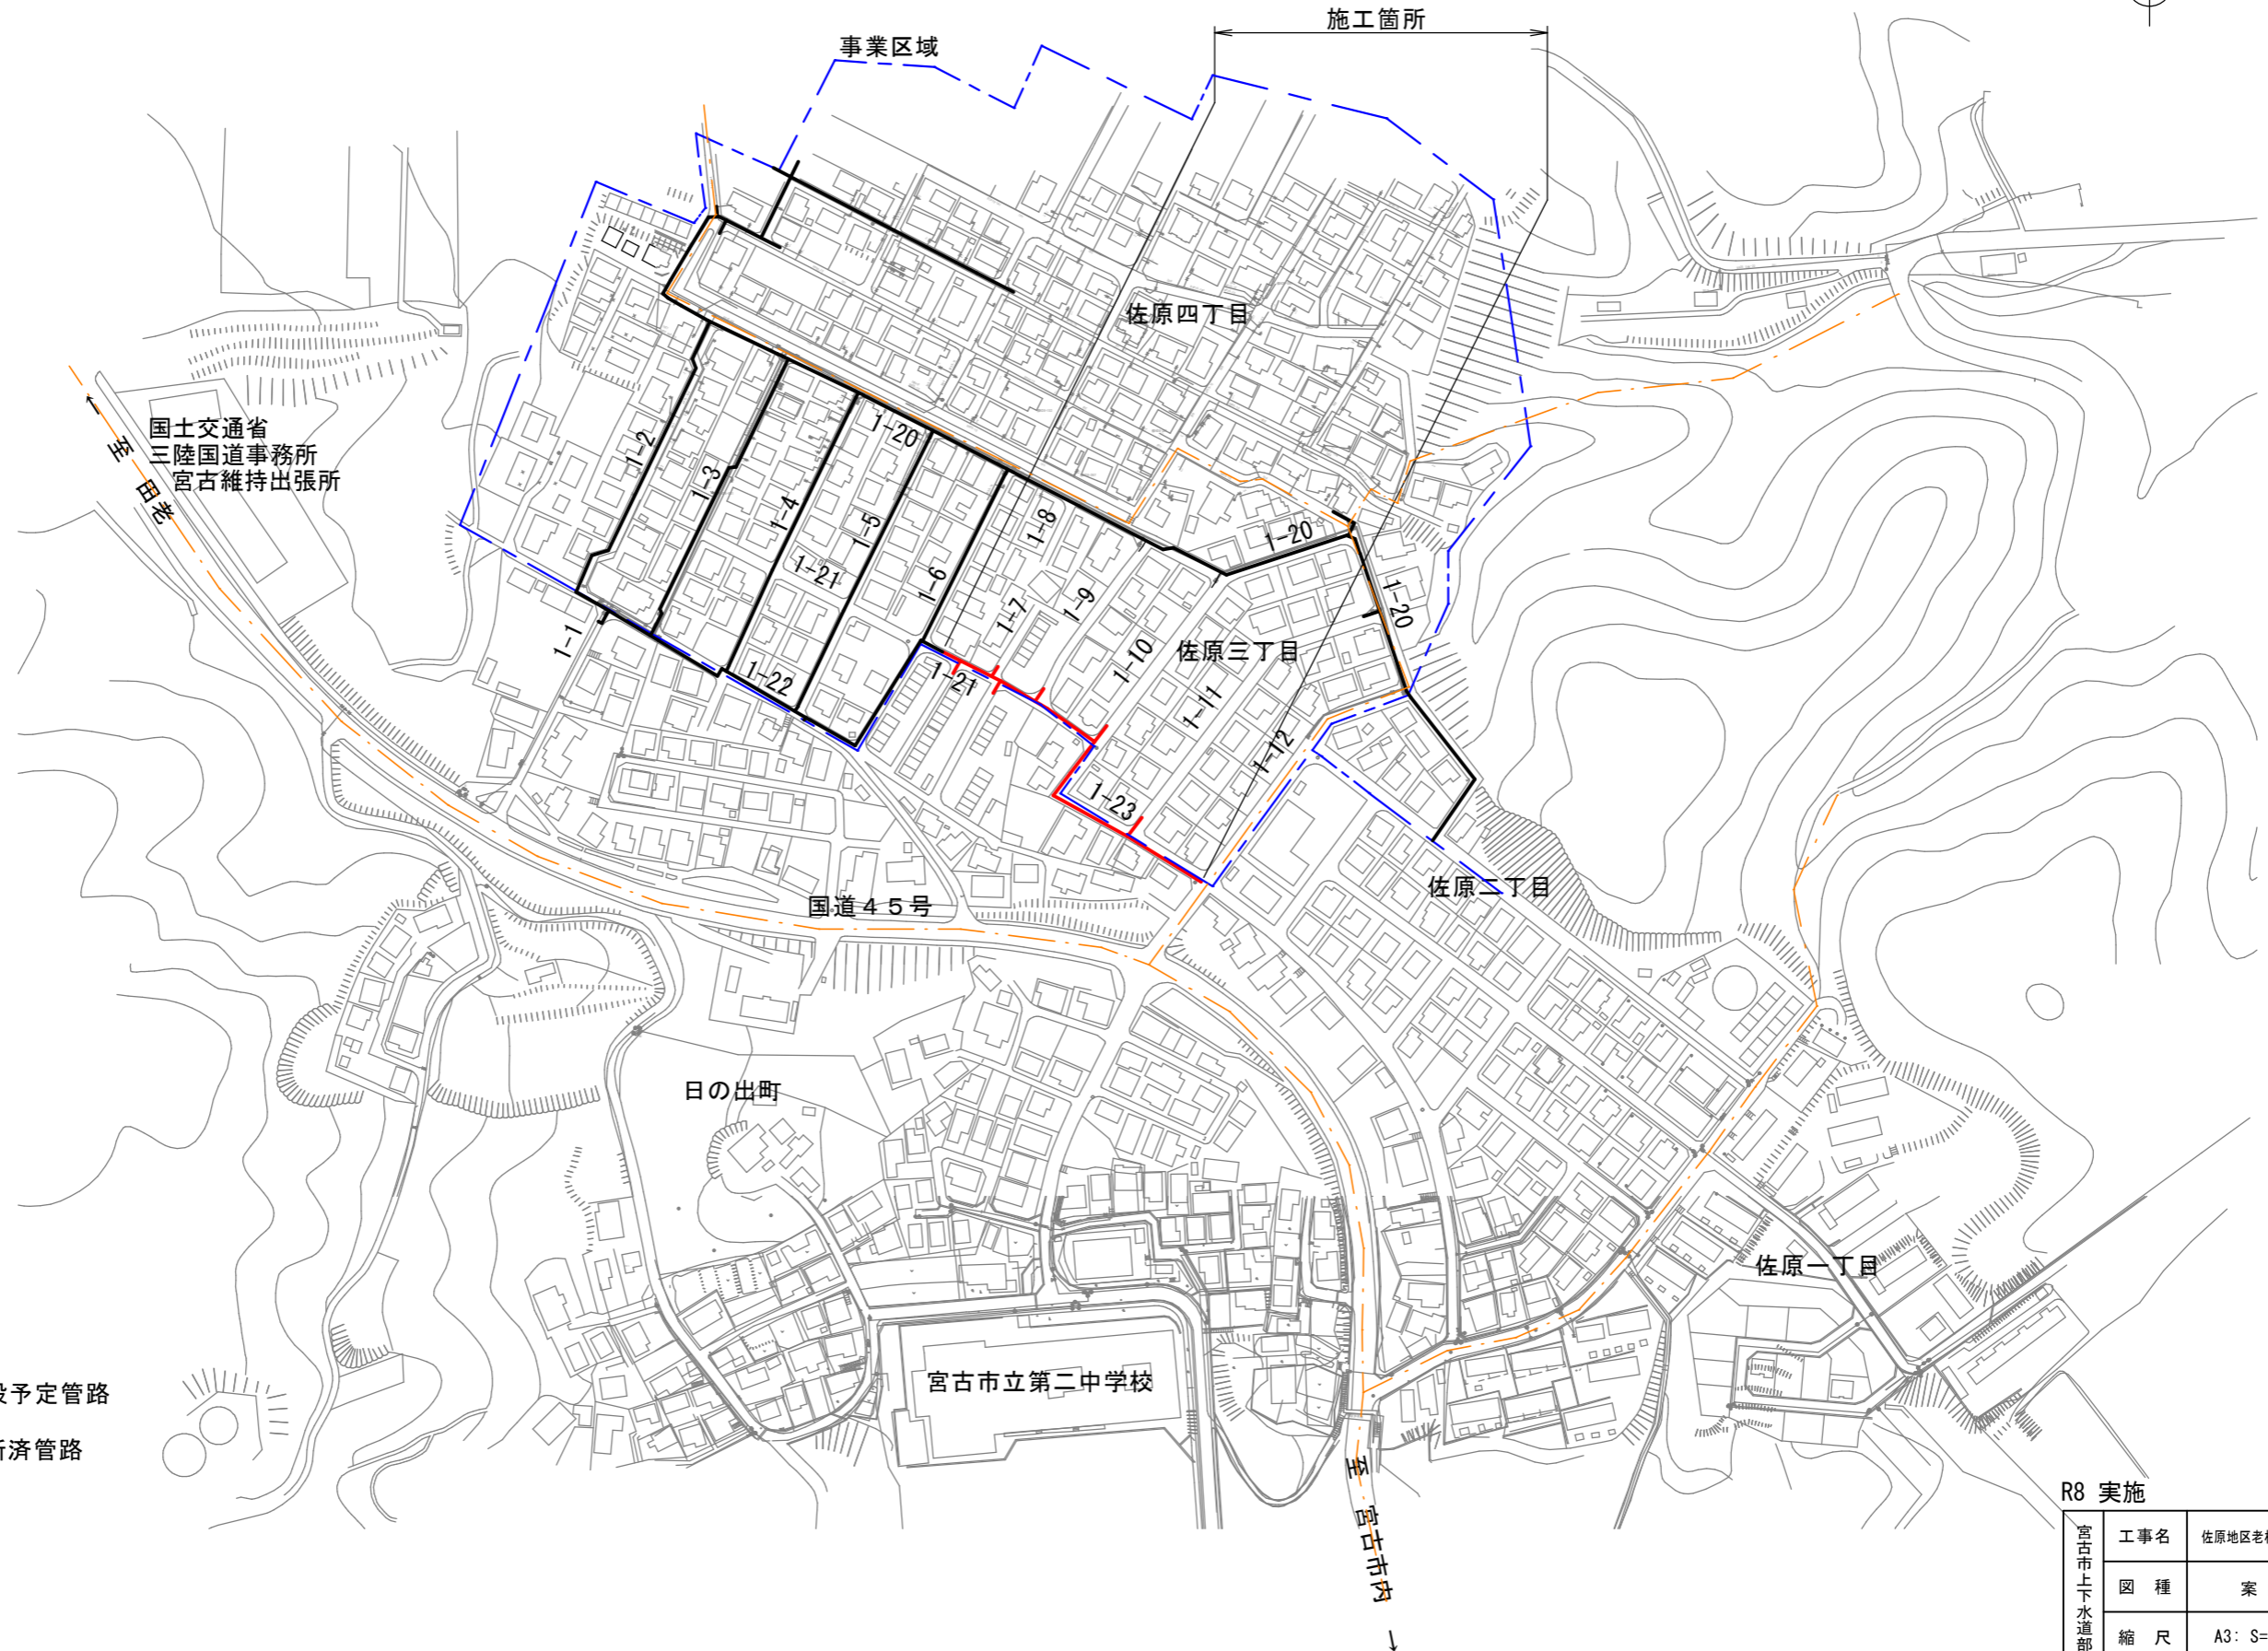 施工箇所
事業区域
佐原四丁目
国土交通省
三陸国道事務所
宮古維持出張所
← 至 田老
1-2
1-3
1-4
1-20
1-5
1-21
1-6
1-8
1-7
1-9
1-20
1-20
1-10
佐原三丁目
1-11
1-12
1-1
1-22
1-21
1-23
国道45号
佐原二丁目
日の出町
佐原一丁目
宮古市立第二中学校
設予定管路
新済管路
至 宮古市内 →
R8 実施
宮古市上下水道部
工事名 佐原地区老
図 種 案
縮 尺 A3: S=